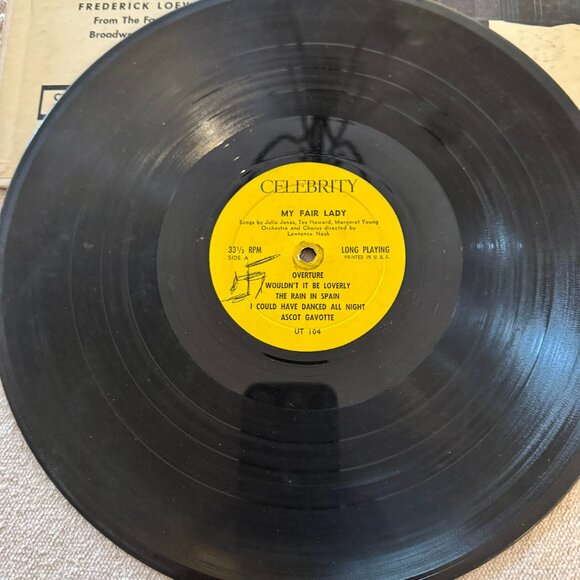 FREDERICK LOEW
From The Fa
Broadw
CELEBRITY
MY FAIR LADY
Songs by Julie Jones, Tex Howard, Margaret Young
Orchestra and Chorus directed by
Lawrence Nash
33⅓ RPM LONG PLAYING
SIDE A PRINTED IN U.S.A.
OVERTURE
WOULDN'T IT BE LOVERLY
THE RAIN IN SPAIN
I COULD HAVE DANCED ALL NIGHT
ASCOT GAVOTTE
UT 104